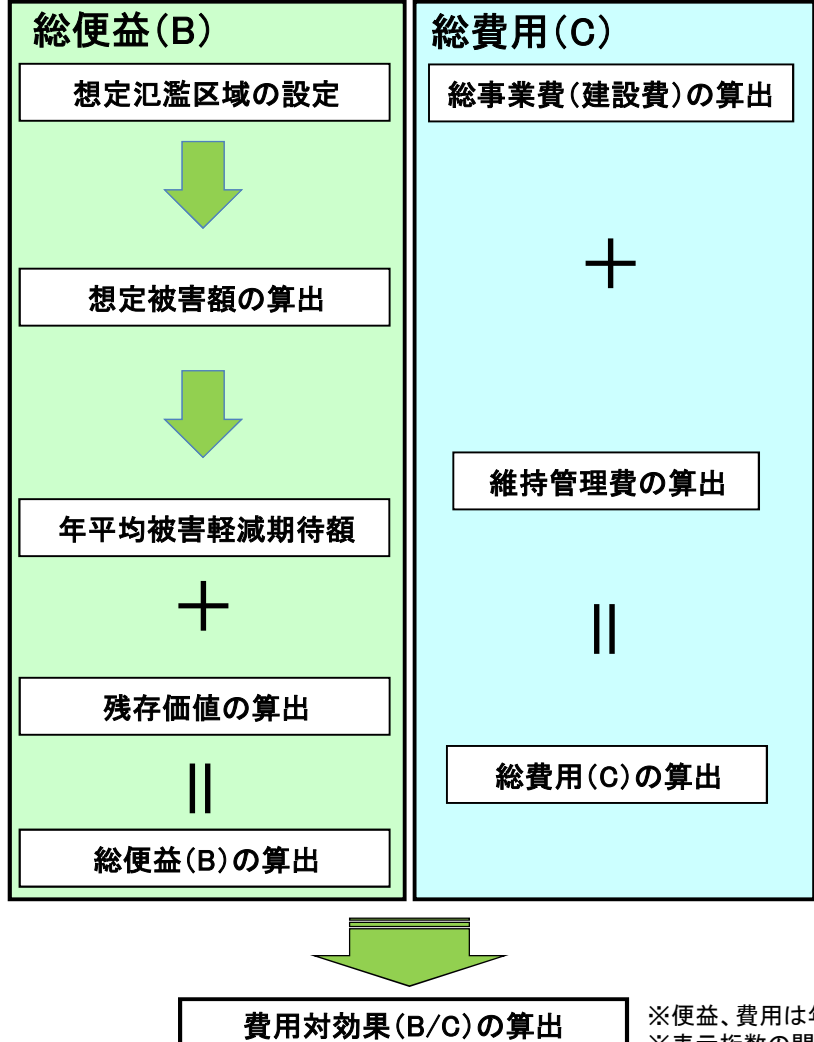 総便益(B)
想定氾濫区域の設定
想定被害額の算出
年平均被害軽減期待額
＋
残存価値の算出
＝
総便益(B)の算出
総費用(C)
総事業費(建設費)の算出
＋
維持管理費の算出
＝
総費用(C)の算出
費用対効果(B/C)の算出
※便益、費用は年